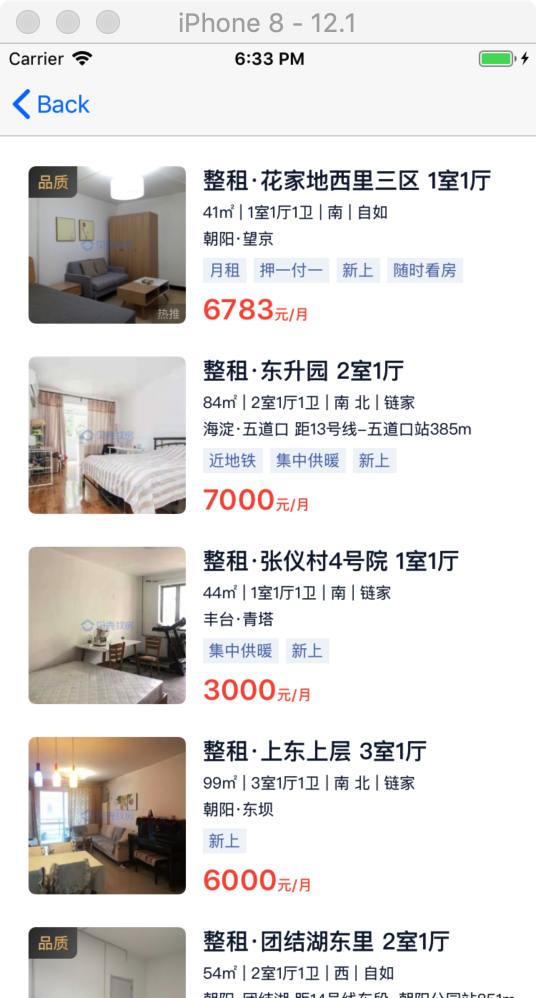 iPhone 8 - 12.1
Carrier 6:33 PM
Back
品质
热推
整租·花家地西里三区 1室1厅
41㎡ | 1室1厅1卫 | 南 | 自如
朝阳·望京
月租 押一付一 新上 随时看房
6783元/月
整租·东升园 2室1厅
84㎡ | 2室1厅1卫 | 南 北 | 链家
海淀·五道口 距13号线-五道口站385m
近地铁 集中供暖 新上
7000元/月
整租·张仪村4号院 1室1厅
44㎡ | 1室1厅1卫 | 南 | 链家
丰台·青塔
集中供暖 新上
3000元/月
整租·上东上层 3室1厅
99㎡ | 3室1厅1卫 | 南 北 | 链家
朝阳·东坝
新上
6000元/月
品质
整租·团结湖东里 2室1厅
54㎡ | 2室1厅1卫 | 西 | 自如